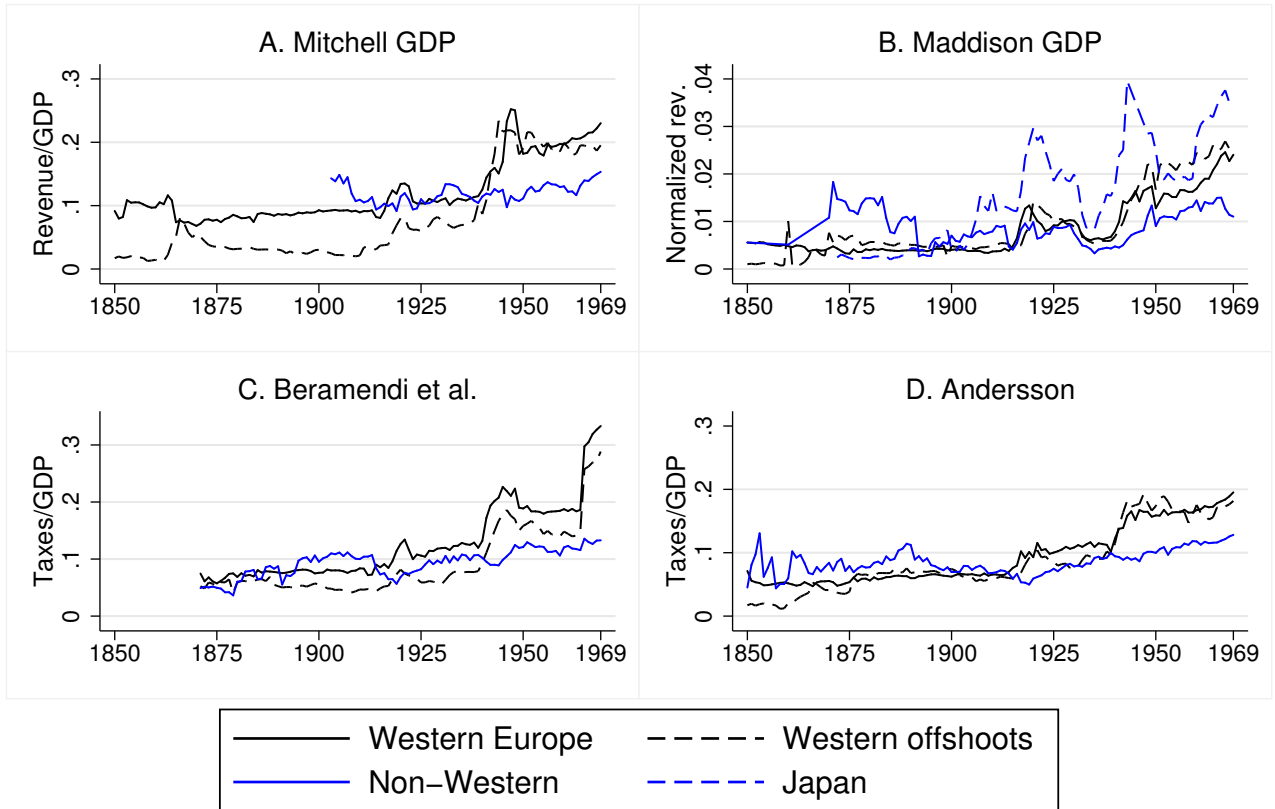 A. Mitchell GDP
Revenue/GDP
.3
.2
.1
0
1850 1875 1900 1925 1950 1969
B. Maddison GDP
Normalized rev.
.04
.03
.02
.01
0
1850 1875 1900 1925 1950 1969
C. Beramendi et al.
Taxes/GDP
.3
.2
.1
0
1850 1875 1900 1925 1950 1969
D. Andersson
Taxes/GDP
.3
.2
.1
0
1850 1875 1900 1925 1950 1969
Western Europe Western offshoots
Non−Western Japan